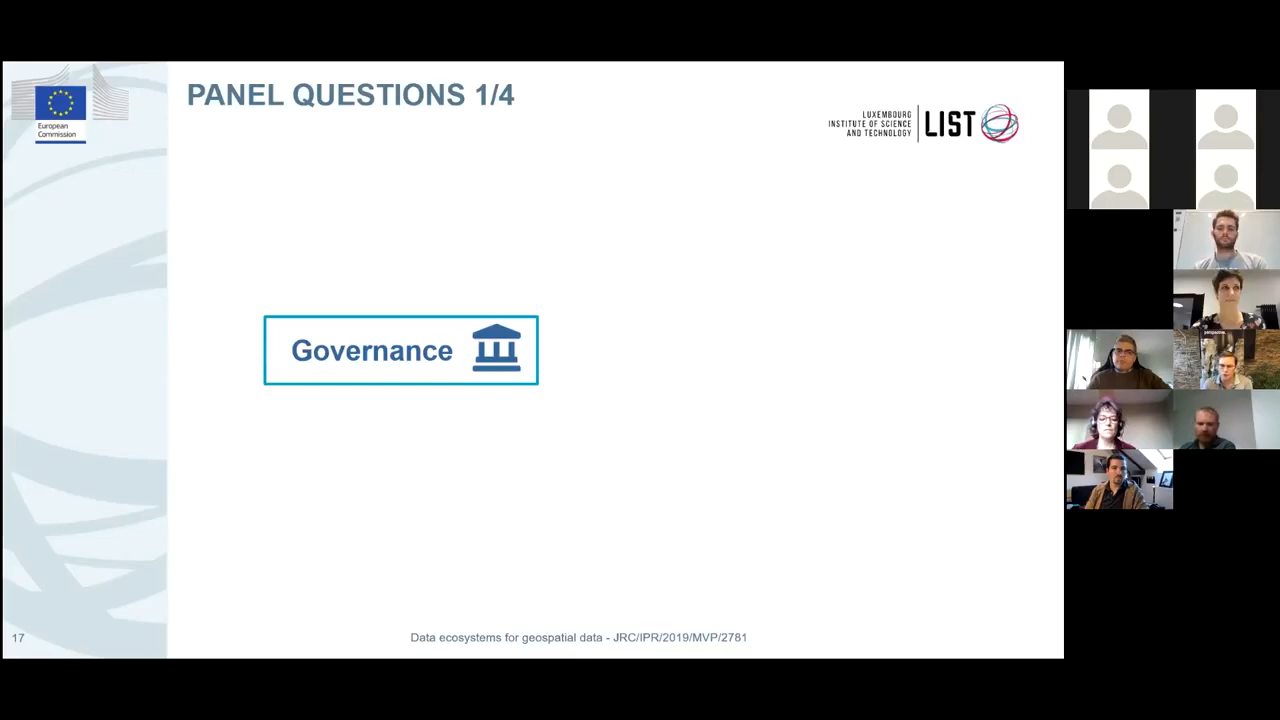 PANEL QUESTIONS 1/4
European
Commission
LUXEMBOURG
INSTITUTE OF SCIENCE
AND TECHNOLOGY
LIST
Governance
17
Data ecosystems for geospatial data - JRC/IPR/2019/MVP/2781